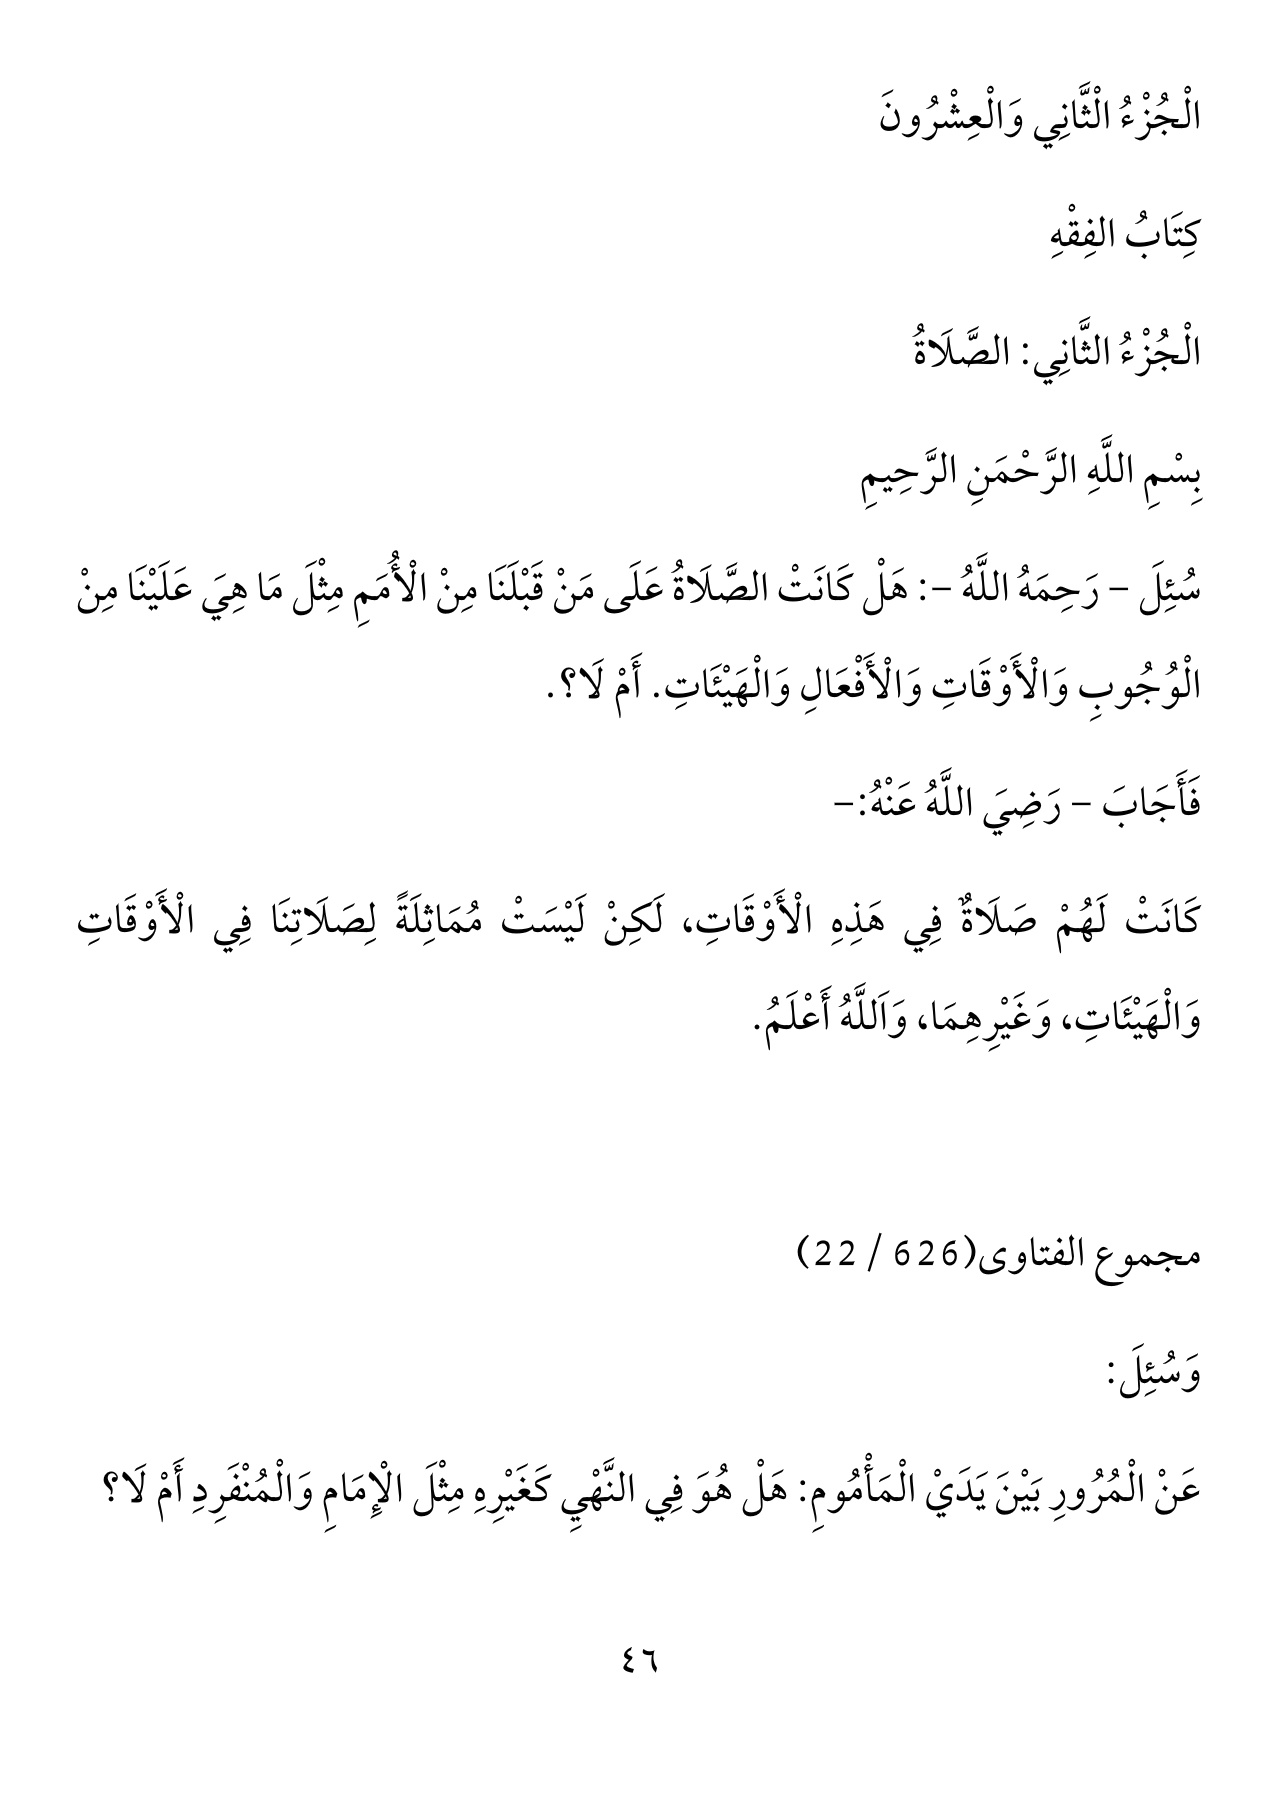 الْجُزْءُ الْثَّانِي وَالْعِشْرُونَ
كِتَابُ الفِقْهِ
الْجُزْءُ الثَّانِي: الصَّلَاةُ
بِسْمِ اللَّهِ الرَّحْمَنِ الرَّحِيمِ
سُئِلَ – رَحِمَهُ اللَّهُ –: هَلْ كَانَتْ الصَّلَاةُ عَلَى مَنْ قَبْلَنَا مِنْ الْأُمَمِ مِثْلَ مَا هِيَ عَلَيْنَا مِنْ
الْوُجُوبِ وَالْأَوْقَاتِ وَالْأَفْعَالِ وَالْهَيْئَاتِ. أَمْ لَا؟.
فَأَجَابَ – رَضِيَ اللَّهُ عَنْهُ:–
كَانَتْ لَهُمْ صَلَاةٌ فِي هَذِهِ الْأَوْقَاتِ، لَكِنْ لَيْسَتْ مُمَاثِلَةً لِصَلَاتِنَا فِي الْأَوْقَاتِ
وَالْهَيْئَاتِ، وَغَيْرِهِمَا، وَاَللَّهُ أَعْلَمُ.
مجموع الفتاوى(626 / 22)
وَسُئِلَ:
عَنْ الْمُرُورِ بَيْنَ يَدَيْ الْمَأْمُومِ: هَلْ هُوَ فِي النَّهْيِ كَغَيْرِهِ مِثْلَ الْإِمَامِ وَالْمُنْفَرِدِ أَمْ لَا؟
٤٦